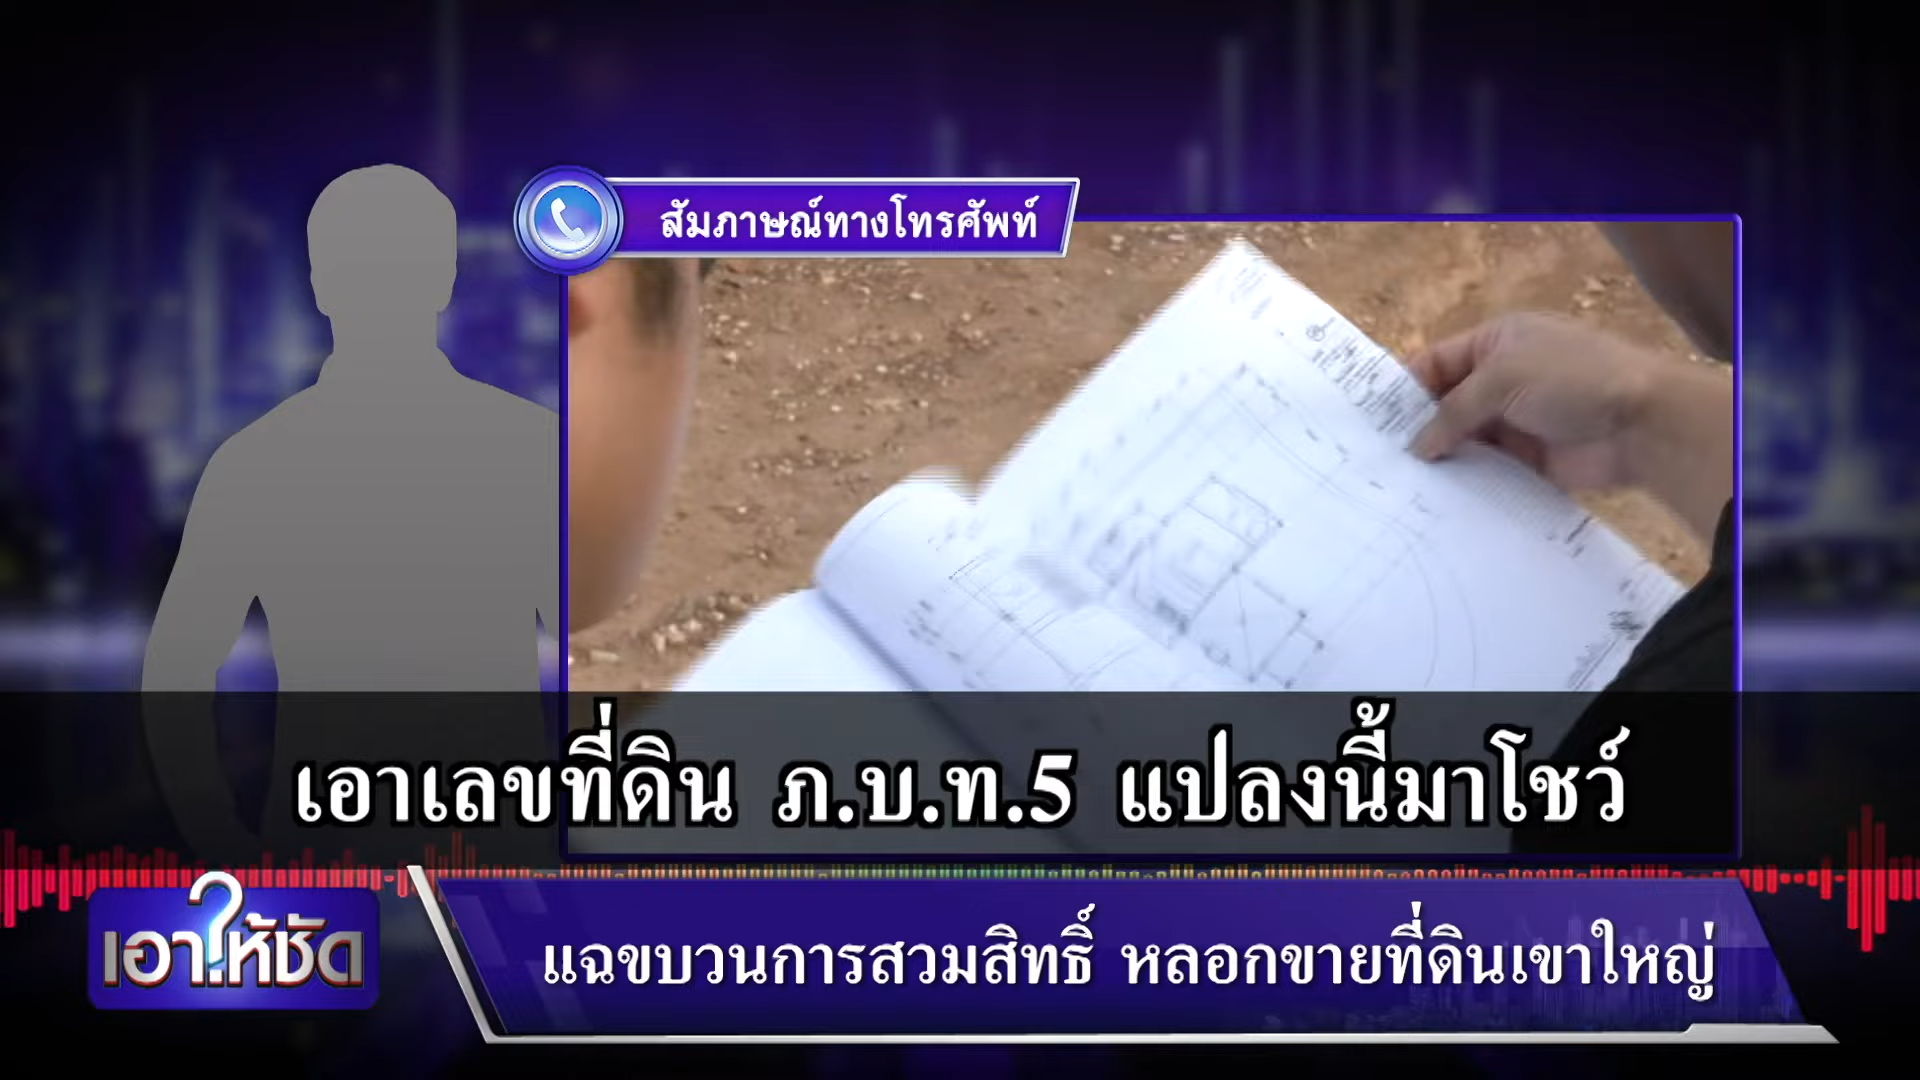 สัมภาษณ์ทางโทรศัพท์
เอาเลขที่ดิน ภ.บ.ท.5 แปลงนี้มาโชว์
เอาให้ชัด?
แฉขบวนการสวมสิทธิ์ หลอกขายที่ดินเขาใหญ่